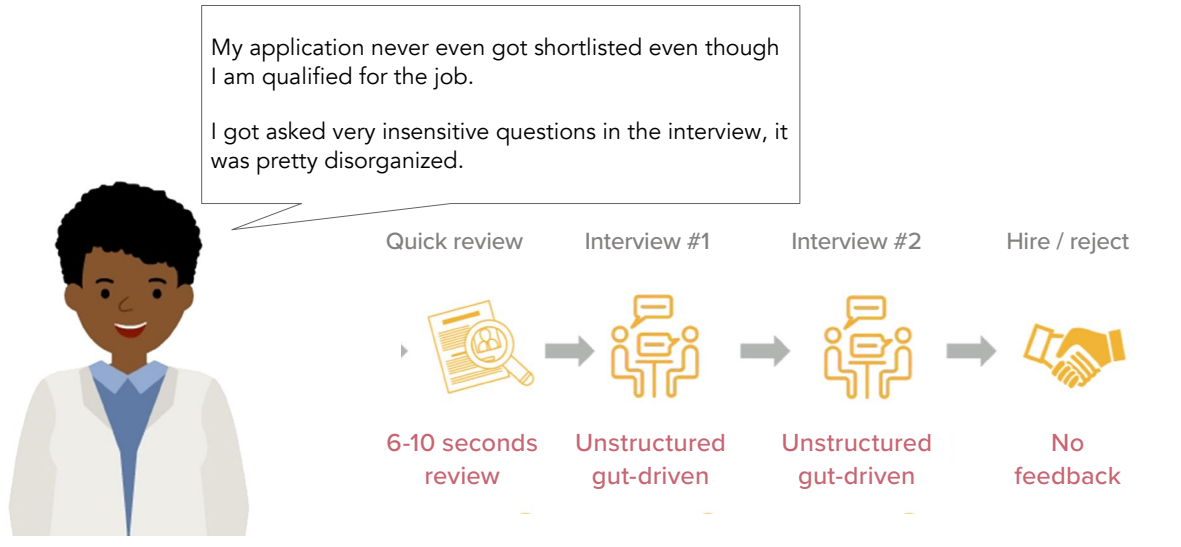 My application never even got shortlisted even though
I am qualified for the job.
I got asked very insensitive questions in the interview, it
was pretty disorganized.
Quick review
Interview #1
Interview #2
Hire / reject
6-10 seconds
review
Unstructured
gut-driven
Unstructured
gut-driven
No
feedback